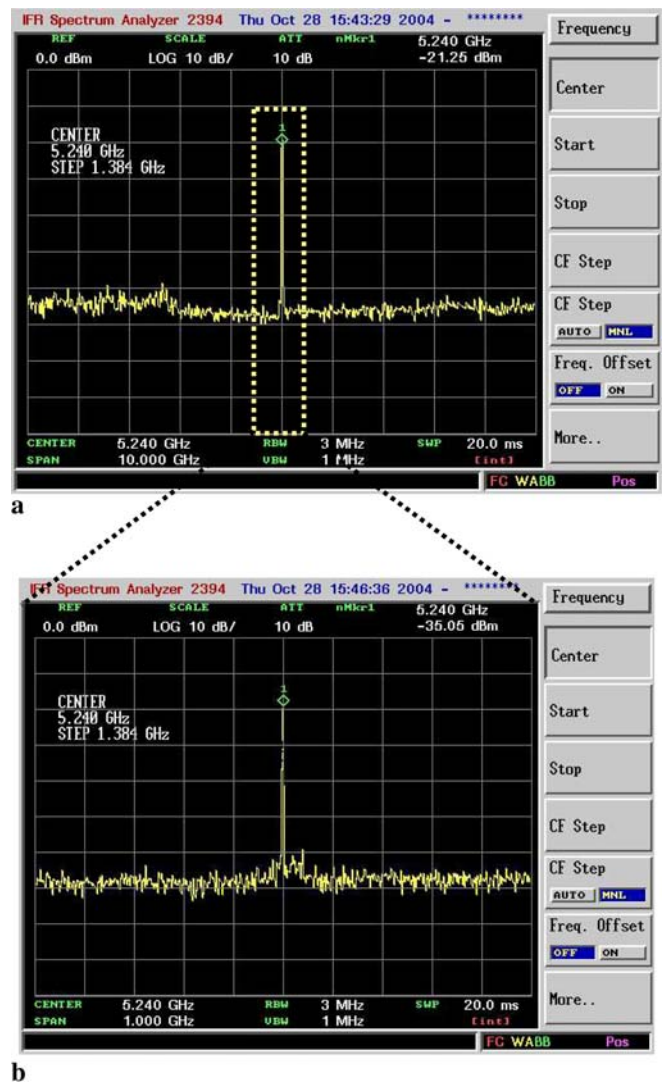 IFR Spectrum Analyzer 2394 Thu Oct 28 15:43:29 2004 - ********
REF SCALE ATT nMkr1 5.240 GHz
0.0 dBm LOG 10 dB/ 10 dB -21.25 dBm
1
CENTER
5.240 GHz
STEP 1.384 GHz
CENTER 5.240 GHz RBW 3 MHz SWP 20.0 ms
SPAN 10.000 GHz VBW 1 MHz [int]
FC WABB Pos
Frequency
Center
Start
Stop
CF Step
CF Step
AUTO MNL
Freq. Offset
OFF ON
More..
a
IFR Spectrum Analyzer 2394 Thu Oct 28 15:46:36 2004 - ********
REF SCALE ATT nMkr1 5.240 GHz
0.0 dBm LOG 10 dB/ 10 dB -35.05 dBm
1
CENTER
5.240 GHz
STEP 1.384 GHz
CENTER 5.240 GHz RBW 3 MHz SWP 20.0 ms
SPAN 1.000 GHz VBW 1 MHz [int]
FC WABB Pos
Frequency
Center
Start
Stop
CF Step
CF Step
AUTO MNL
Freq. Offset
OFF ON
More..
b